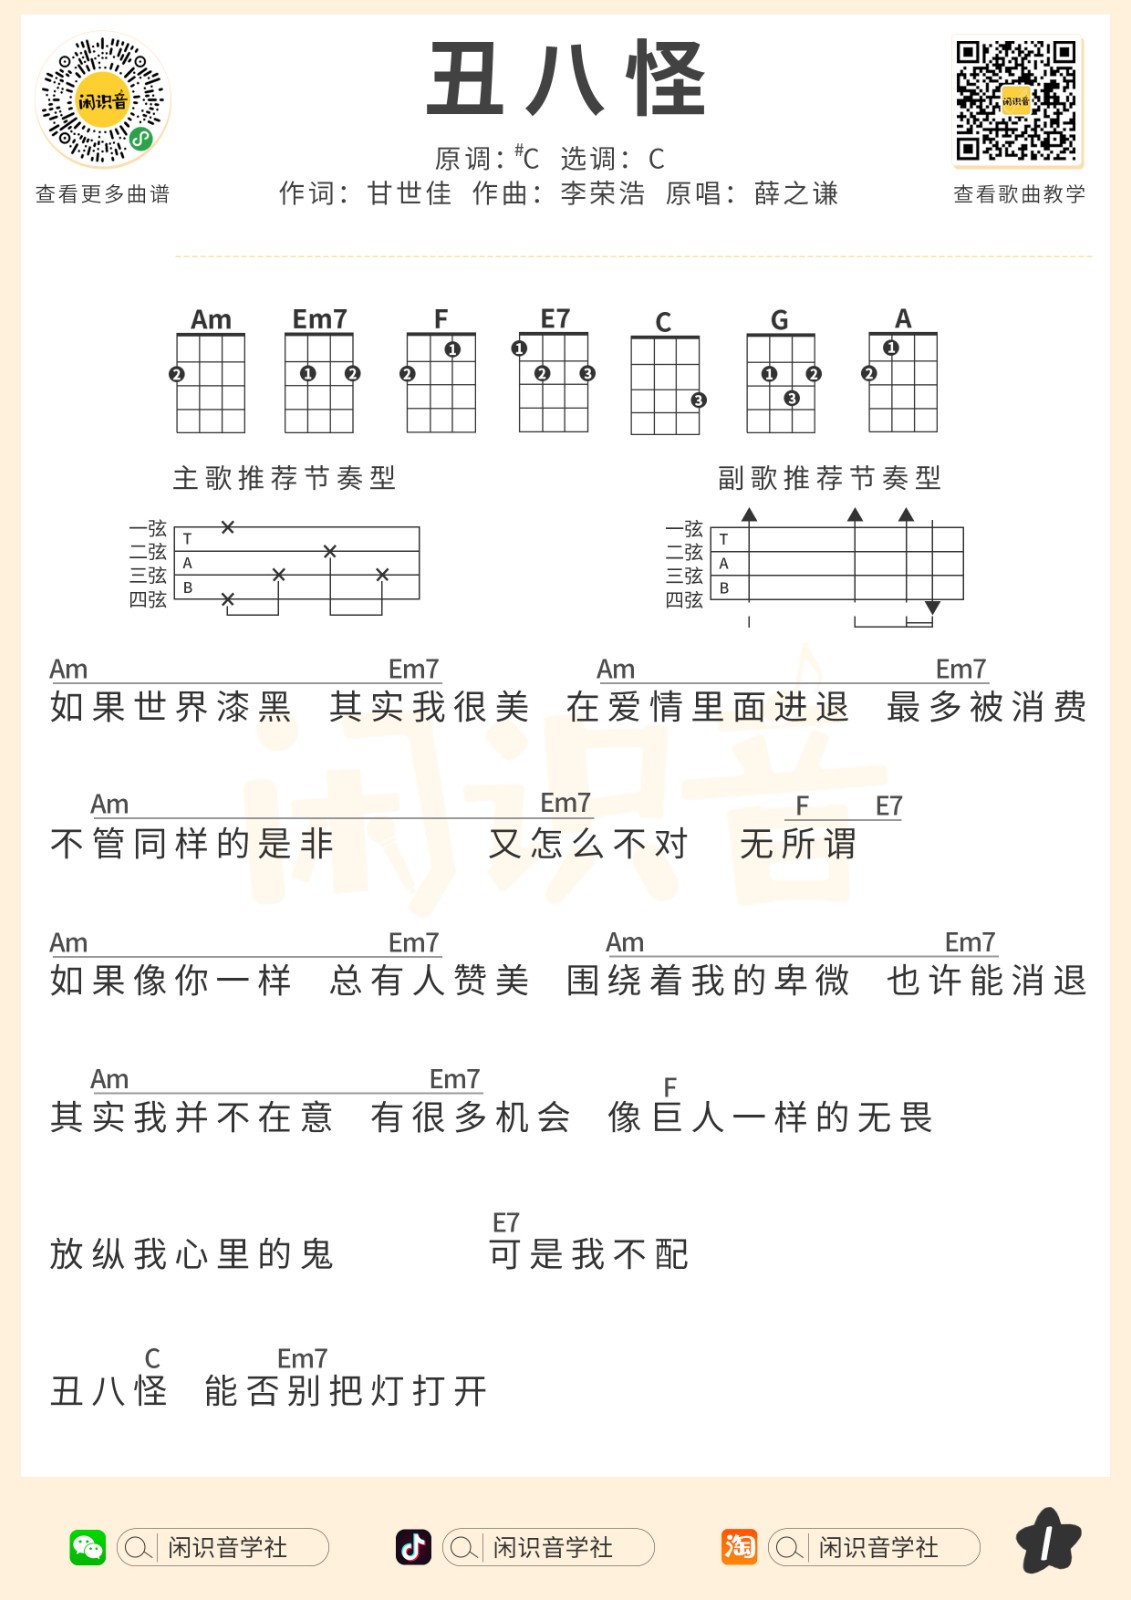 丑八怪
闲识音
闲识音
原调：#C 选调：C
查看更多曲谱
作词：甘世佳 作曲：李荣浩 原唱：薛之谦
查看歌曲教学
Am Em7 F E7 C G A
2
1 2
2 1
1 2 3
3
1 2 3
2 1
主歌推荐节奏型
副歌推荐节奏型
一弦 T
二弦 A
三弦 B
四弦
一弦 T
二弦 A
三弦 B
四弦
Am Em7 Am Em7
如果世界漆黑 其实我很美 在爱情里面进退 最多被消费
Am Em7 F E7
不管同样的是非 又怎么不对 无所谓
闲识音
Am Em7 Am Em7
如果像你一样 总有人赞美 围绕着我的卑微 也许能消退
Am Em7 F
其实我并不在意 有很多机会 像巨人一样的无畏
E7
放纵我心里的鬼 可是我不配
C Em7
丑八怪 能否别把灯打开
闲识音学社
闲识音学社
淘 闲识音学社
1